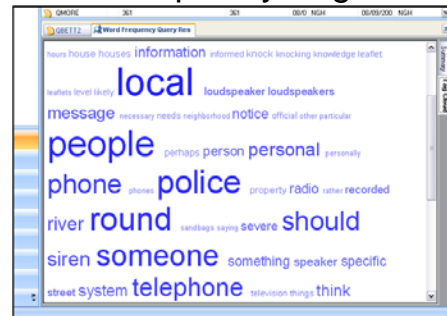 QMORE 361 361 08/0 NGH 08/09/200 NGH
QBETT2 Word Frequency Query Res
hours house houses information informed knock knocking knowledge leaflet
leaflets level likely local loudspeaker loudspeakers
message necessary needs neighborhood notice official other particular
people perhaps person personal personally
phone phones police property radio rather recorded
river round sandbags saying severe should
siren someone something speaker specific
street system telephone television things think
Summary
Tag Cloud